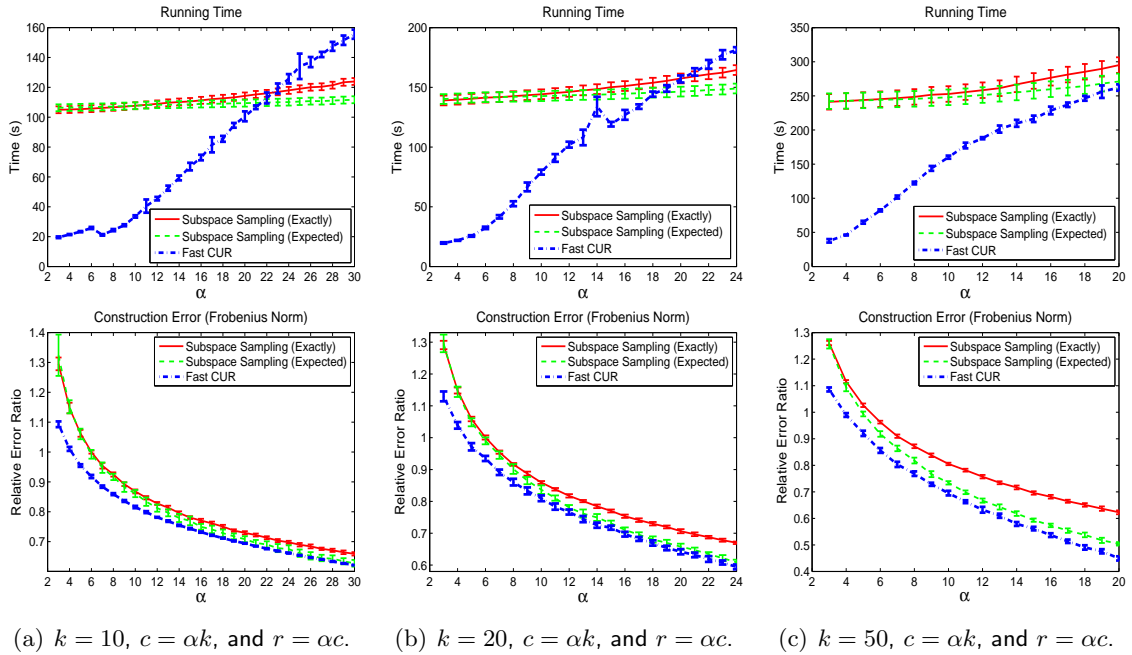 Running Time
160
140
120
100
80
60
40
20
0
Time (s)
2 4 6 8 10 12 14 16 18 20 22 24 26 28 30
α
Subspace Sampling (Exactly)
Subspace Sampling (Expected)
Fast CUR
Running Time
200
150
100
50
0
Time (s)
2 4 6 8 10 12 14 16 18 20 22 24
α
Subspace Sampling (Exactly)
Subspace Sampling (Expected)
Fast CUR
Running Time
350
300
250
200
150
100
50
0
Time (s)
2 4 6 8 10 12 14 16 18 20
α
Subspace Sampling (Exactly)
Subspace Sampling (Expected)
Fast CUR
Construction Error (Frobenius Norm)
1.4
1.3
1.2
1.1
1
0.9
0.8
0.7
Relative Error Ratio
2 4 6 8 10 12 14 16 18 20 22 24 26 28 30
α
Subspace Sampling (Exactly)
Subspace Sampling (Expected)
Fast CUR
Construction Error (Frobenius Norm)
1.3
1.2
1.1
1
0.9
0.8
0.7
0.6
Relative Error Ratio
2 4 6 8 10 12 14 16 18 20 22 24
α
Subspace Sampling (Exactly)
Subspace Sampling (Expected)
Fast CUR
Construction Error (Frobenius Norm)
1.3
1.2
1.1
1
0.9
0.8
0.7
0.6
0.5
0.4
Relative Error Ratio
2 4 6 8 10 12 14 16 18 20
α
Subspace Sampling (Exactly)
Subspace Sampling (Expected)
Fast CUR
(a) k = 10, c = αk, and r = αc.
(b) k = 20, c = αk, and r = αc.
(c) k = 50, c = αk, and r = αc.